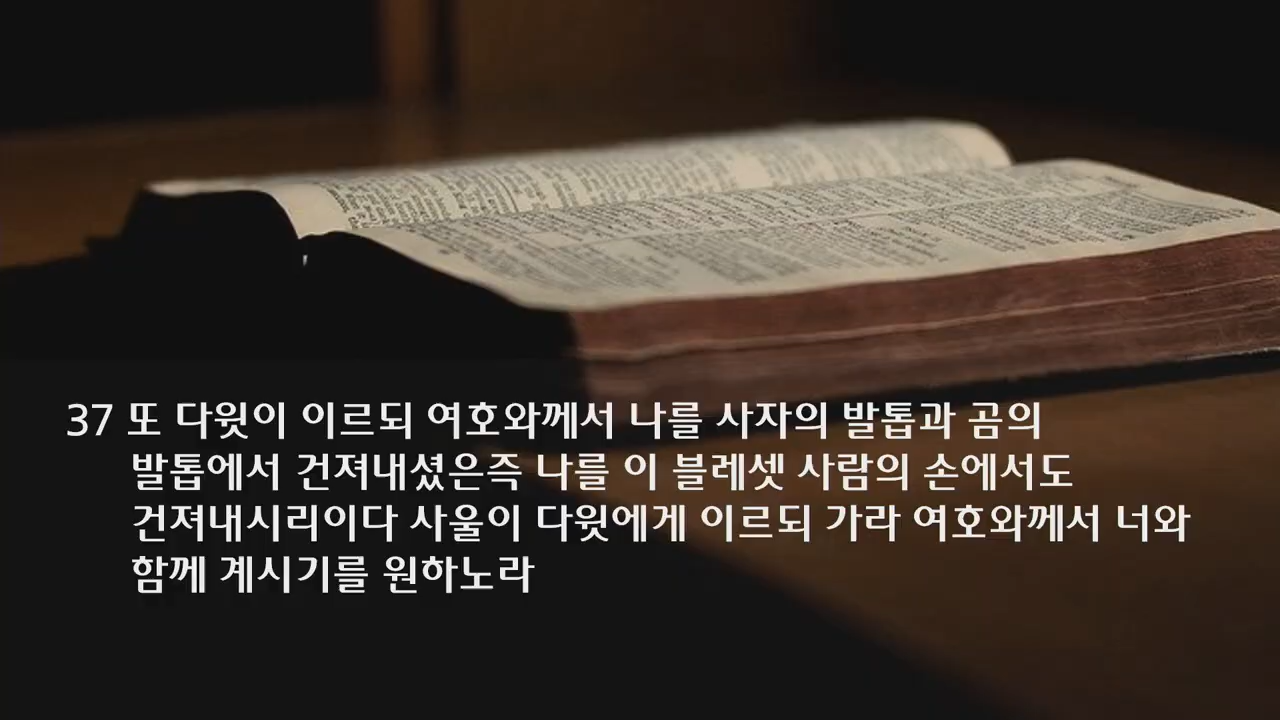 37 또 다윗이 이르되 여호와께서 나를 사자의 발톱과 곰의
발톱에서 건져내셨은즉 나를 이 블레셋 사람의 손에서도
건져내시리이다 사울이 다윗에게 이르되 가라 여호와께서 너와
함께 계시기를 원하노라